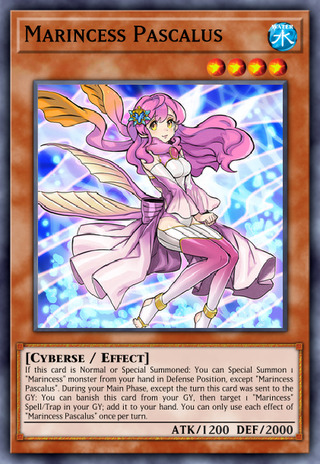 Marincess Pascalus
WATER
水
[Cyberse / Effect]
If this card is Normal or Special Summoned: You can Special Summon 1
"Marincess" monster from your hand in Defense Position, except "Marincess
Pascalus". During your Main Phase, except the turn this card was sent to the
GY: You can banish this card from your GY, then target 1 "Marincess"
Spell/Trap in your GY; add it to your hand. You can only use each effect of
"Marincess Pascalus" once per turn.
ATK/1200 DEF/2000